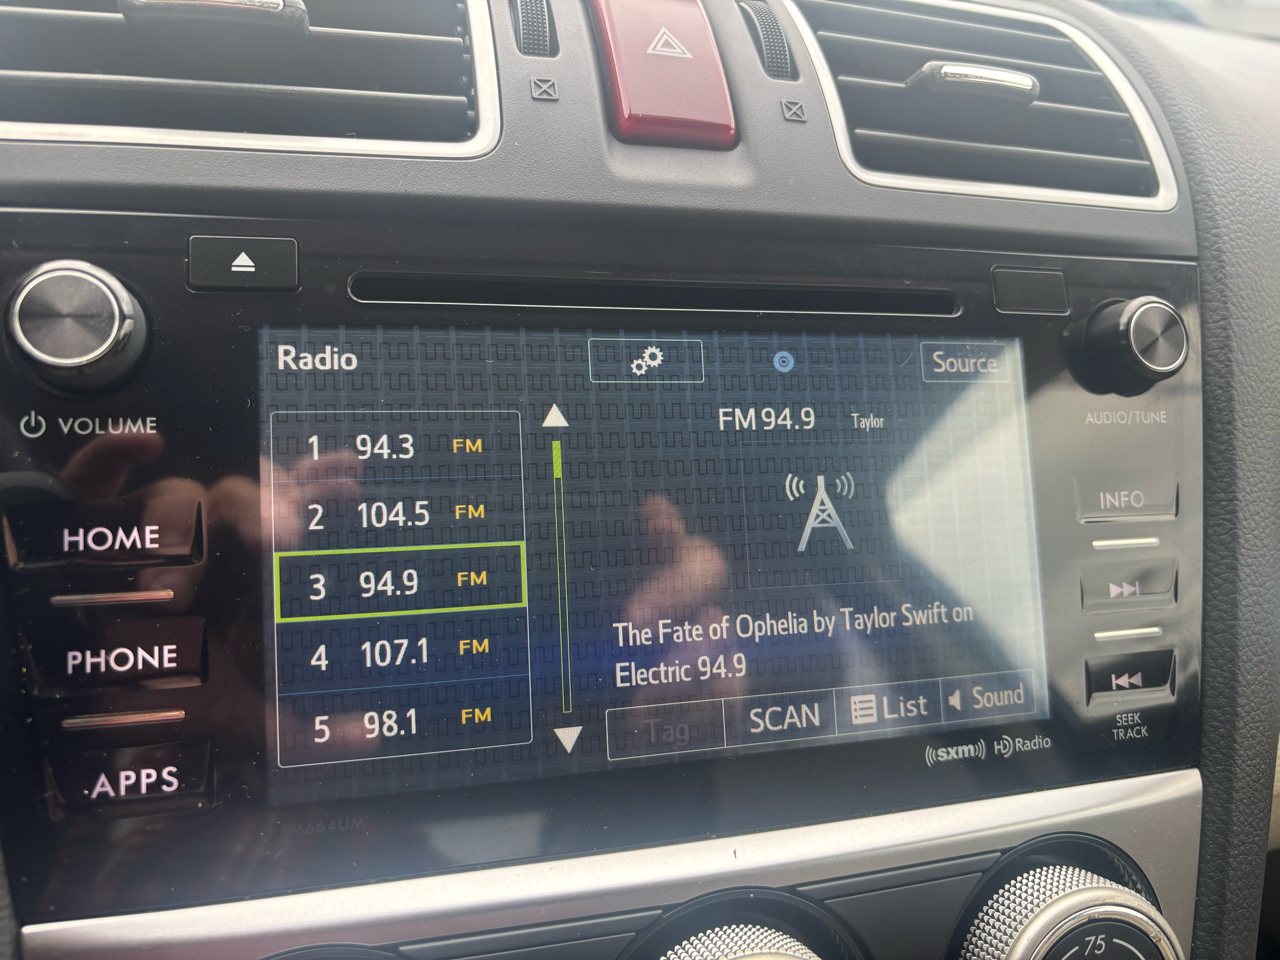 Radio
Source
1 94.3 FM
2 104.5 FM
3 94.9 FM
4 107.1 FM
5 98.1 FM
FM 94.9 Taylor
The Fate of Ophelia by Taylor Swift on
Electric 94.9
Tag
SCAN
List
Sound
VOLUME
HOME
PHONE
APPS
AUDIO/TUNE
INFO
SEEK
TRACK
((sxm)) HD Radio
FM664UM
75